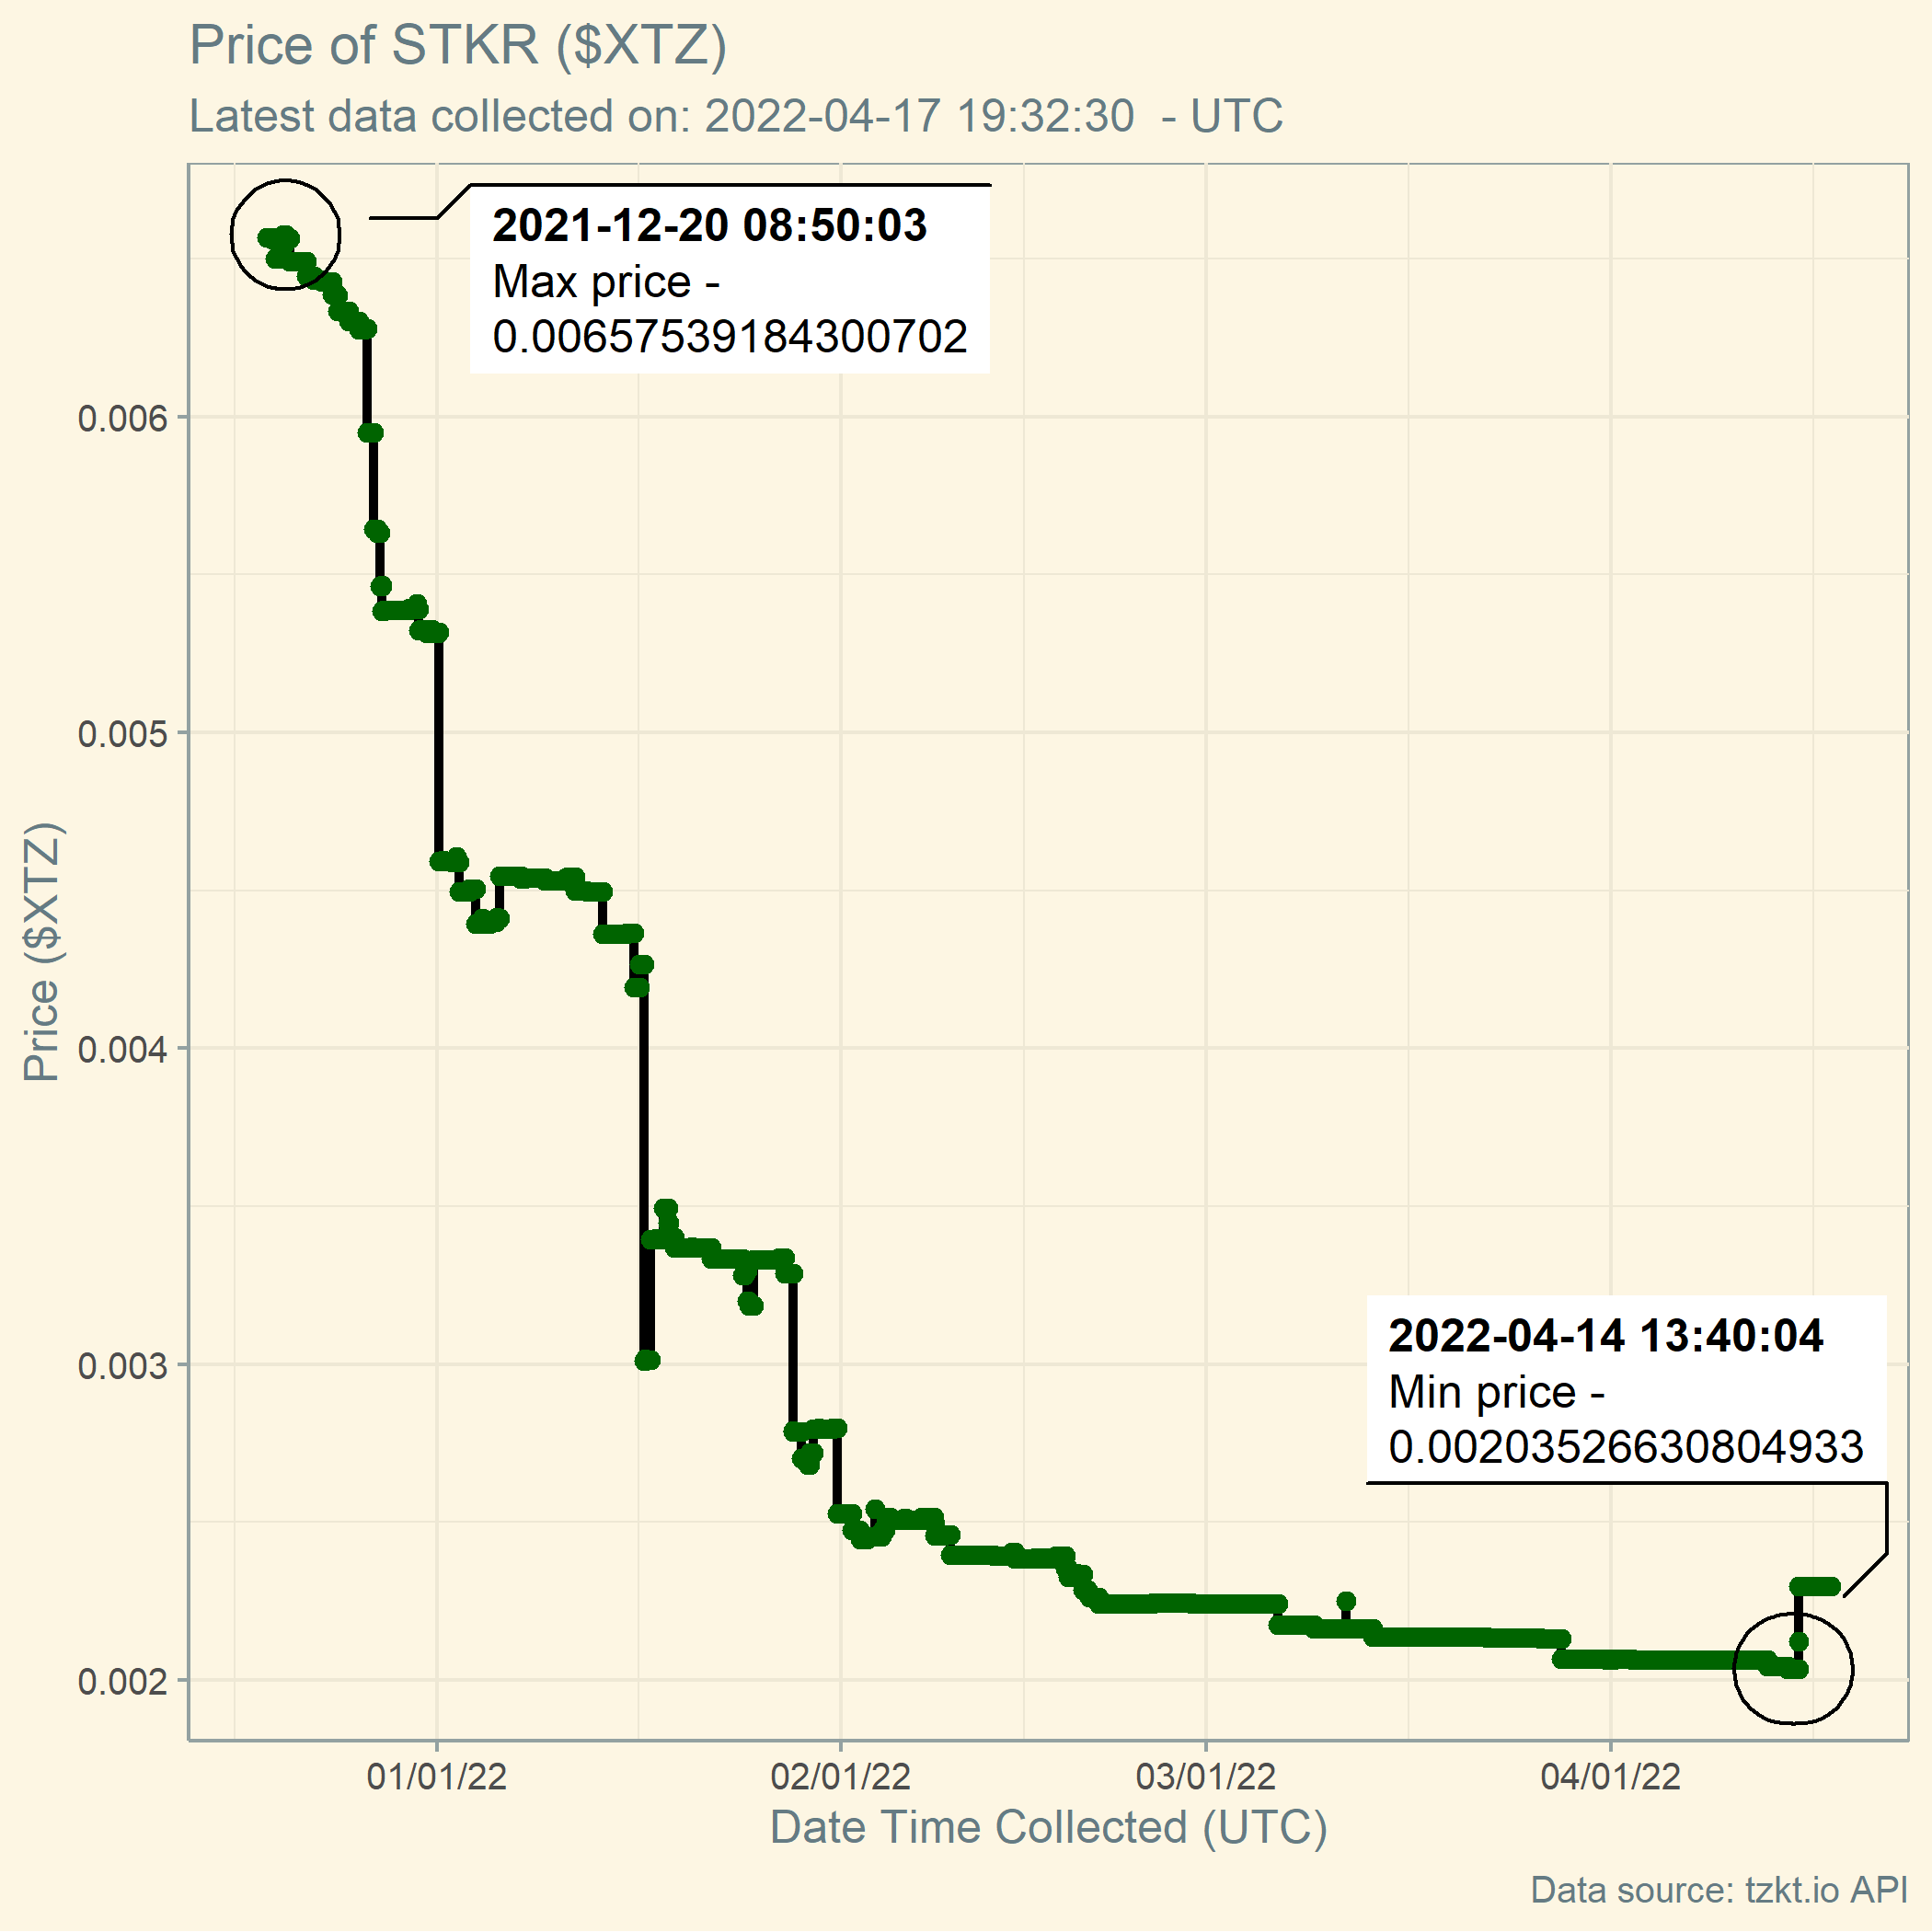 Price of STKR ($XTZ)
Latest data collected on: 2022-04-17 19:32:30  - UTC
2021-12-20 08:50:03
Max price -
0.00657539184300702
0.006
0.005
0.004
0.003
0.002
Price ($XTZ)
2022-04-14 13:40:04
Min price -
0.00203526630804933
01/01/22
02/01/22
03/01/22
04/01/22
Date Time Collected (UTC)
Data source: tzkt.io API